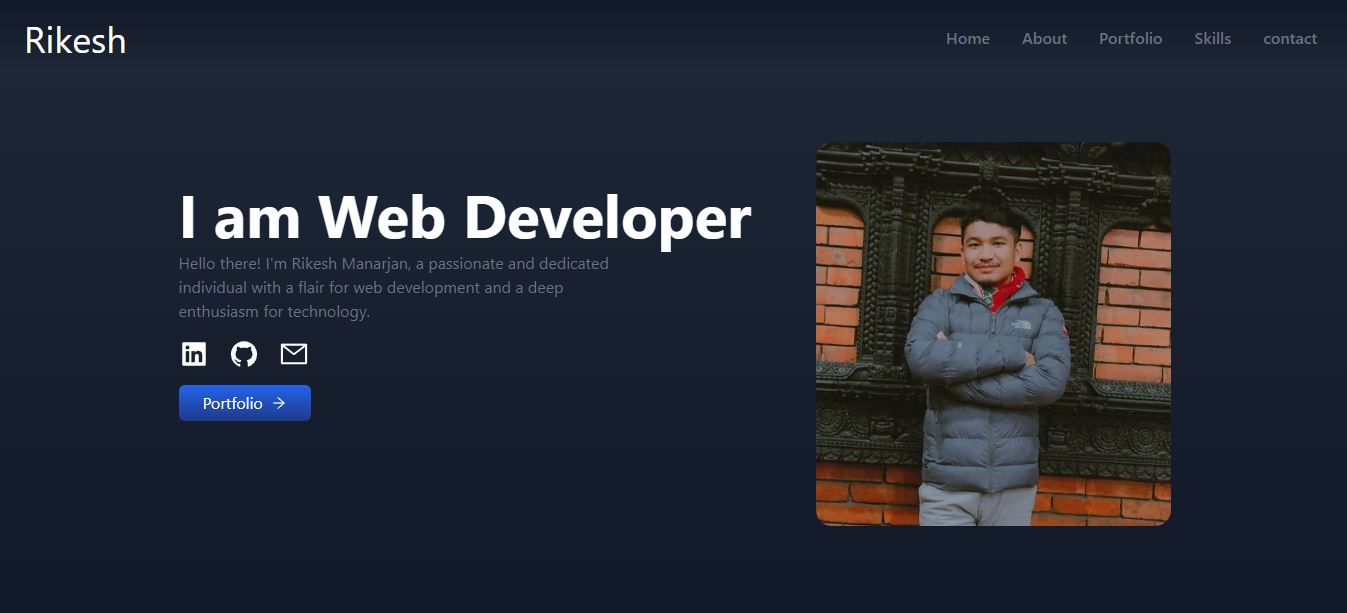 Rikesh
Home About Portfolio Skills contact
I am Web Developer
Hello there! I'm Rikesh Manarjan, a passionate and dedicated
individual with a flair for web development and a deep
enthusiasm for technology.
in
Portfolio →